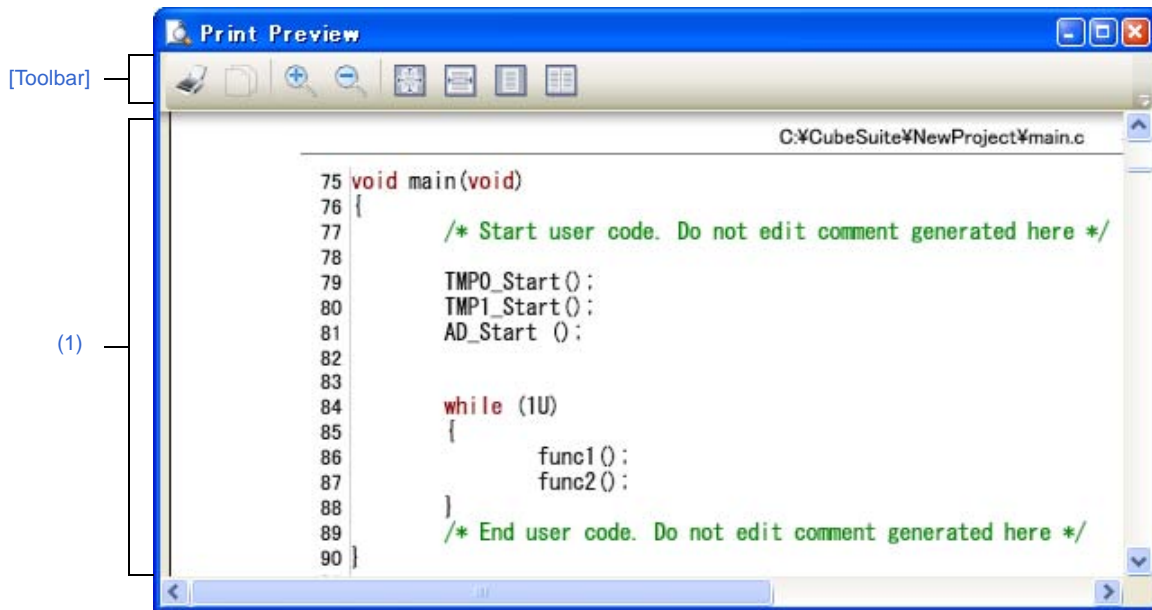 Print Preview
[Toolbar]
C:¥CubeSuite¥NewProject¥main.c
75 void main(void)
76 {
77 /* Start user code. Do not edit comment generated here */
78
79 TMP0_Start();
80 TMP1_Start();
81 AD_Start ();
(1)
82
83
84 while (1U)
85 {
86 func1();
87 func2();
88 }
89 /* End user code. Do not edit comment generated here */
90 }